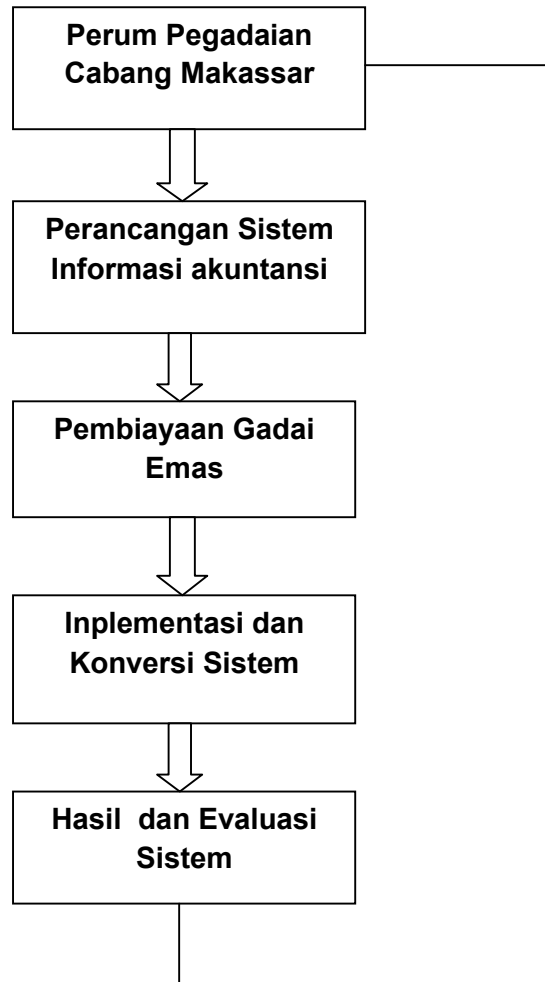 Perum Pegadaian
Cabang Makassar
Perancangan Sistem
Informasi akuntansi
Pembiayaan Gadai
Emas
Inplementasi dan
Konversi Sistem
Hasil  dan Evaluasi
Sistem